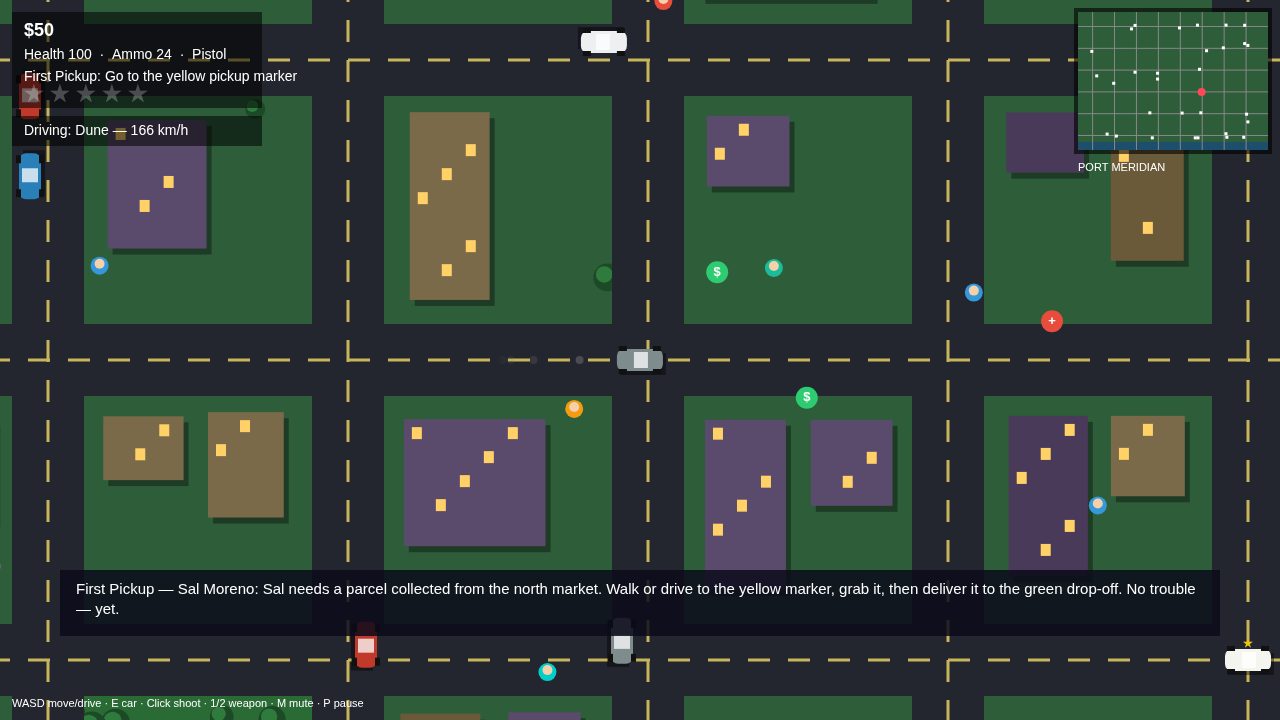 $50
Health 100 · Ammo 24 · Pistol
First Pickup: Go to the yellow pickup marker
★★★★★
Driving: Dune — 166 km/h
PORT MERIDIAN
$
+
$
First Pickup — Sal Moreno: Sal needs a parcel collected from the north market. Walk or drive to the yellow marker, grab it, then deliver it to the green drop-off. No trouble
— yet.
WASD move/drive · E car · Click shoot · 1/2 weapon · M mute · P pause